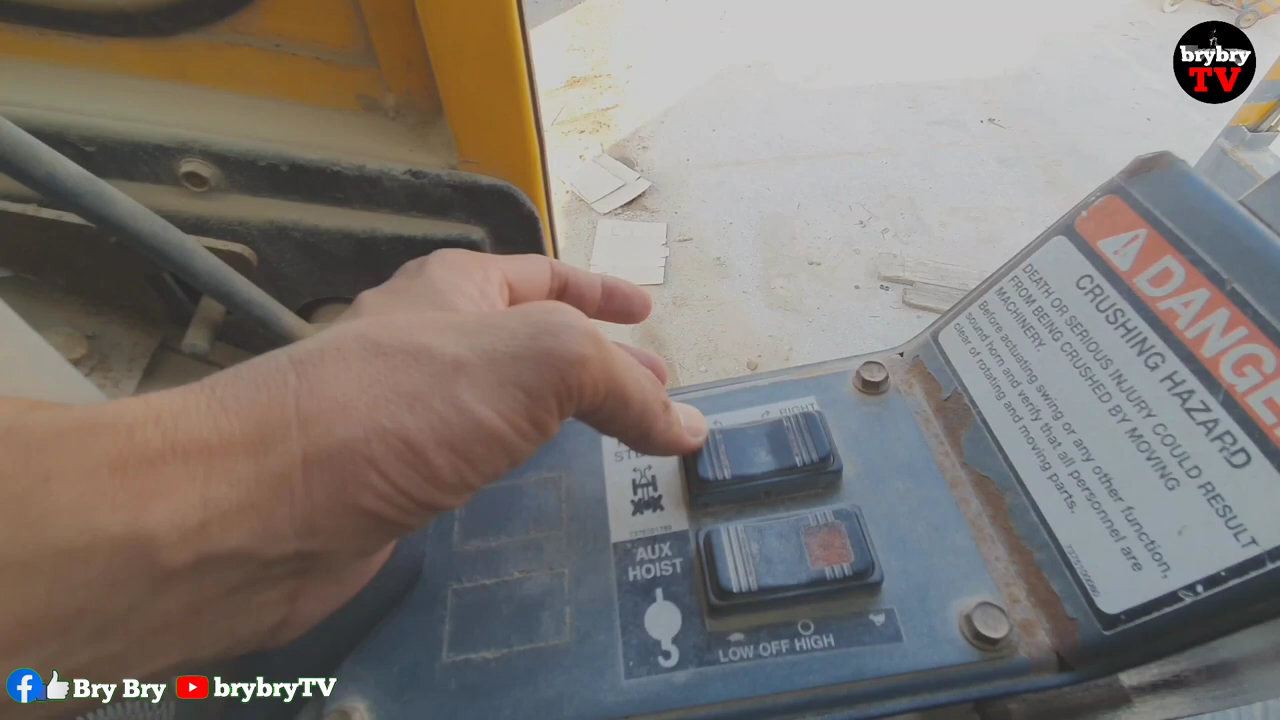 brybry
TV
DANGE
CRUSHING HAZARD
DEATH OR SERIOUS INJURY COULD RESULT
FROM BEING CRUSHED BY MOVING
MACHINERY.
Before actuating swing or any other function,
sound horn and verify that all personnel are
clear of rotating and moving parts.
RIGHT
AUX
HOIST
LOW OFF HIGH
Bry Bry
brybryTV